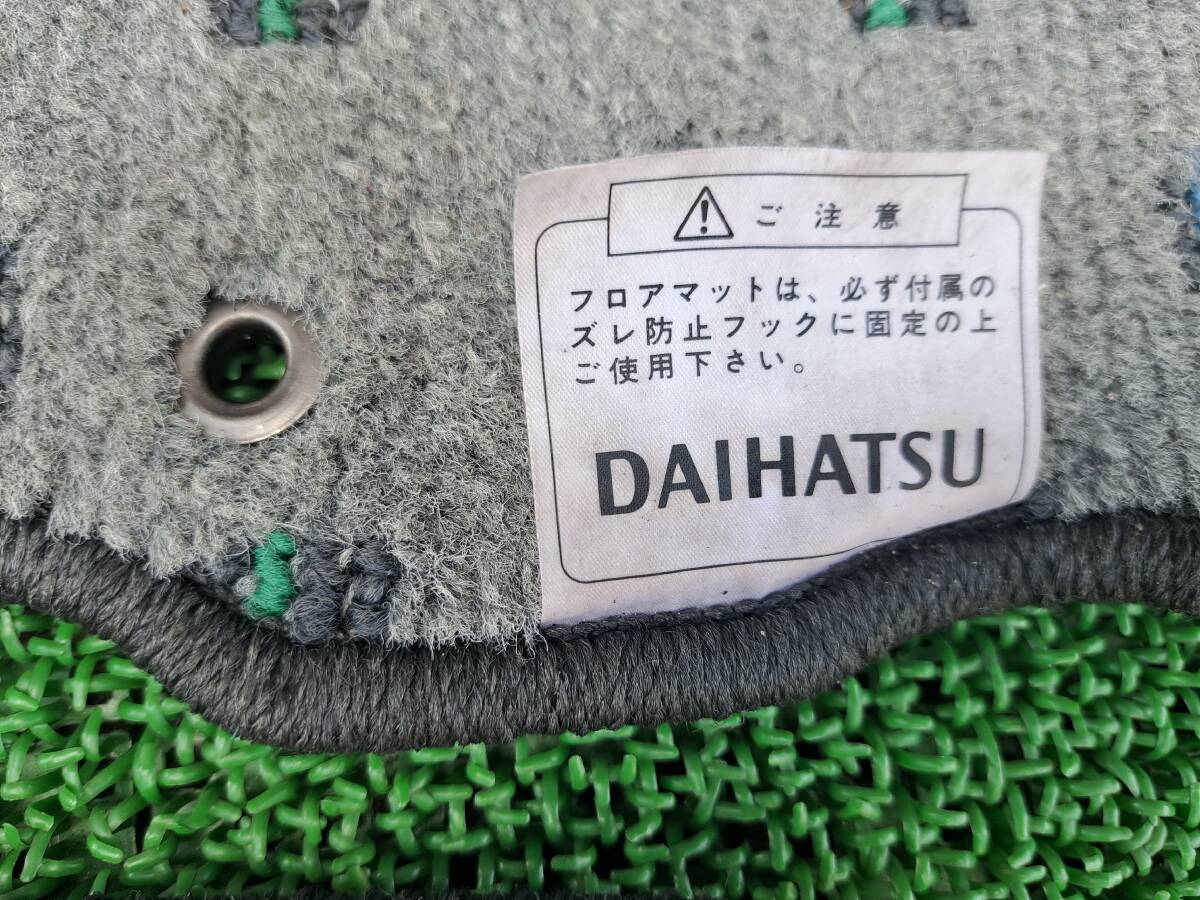 ご注意
フロアマットは、必ず付属の
ズレ防止フックに固定の上
ご使用下さい。
DAIHATSU